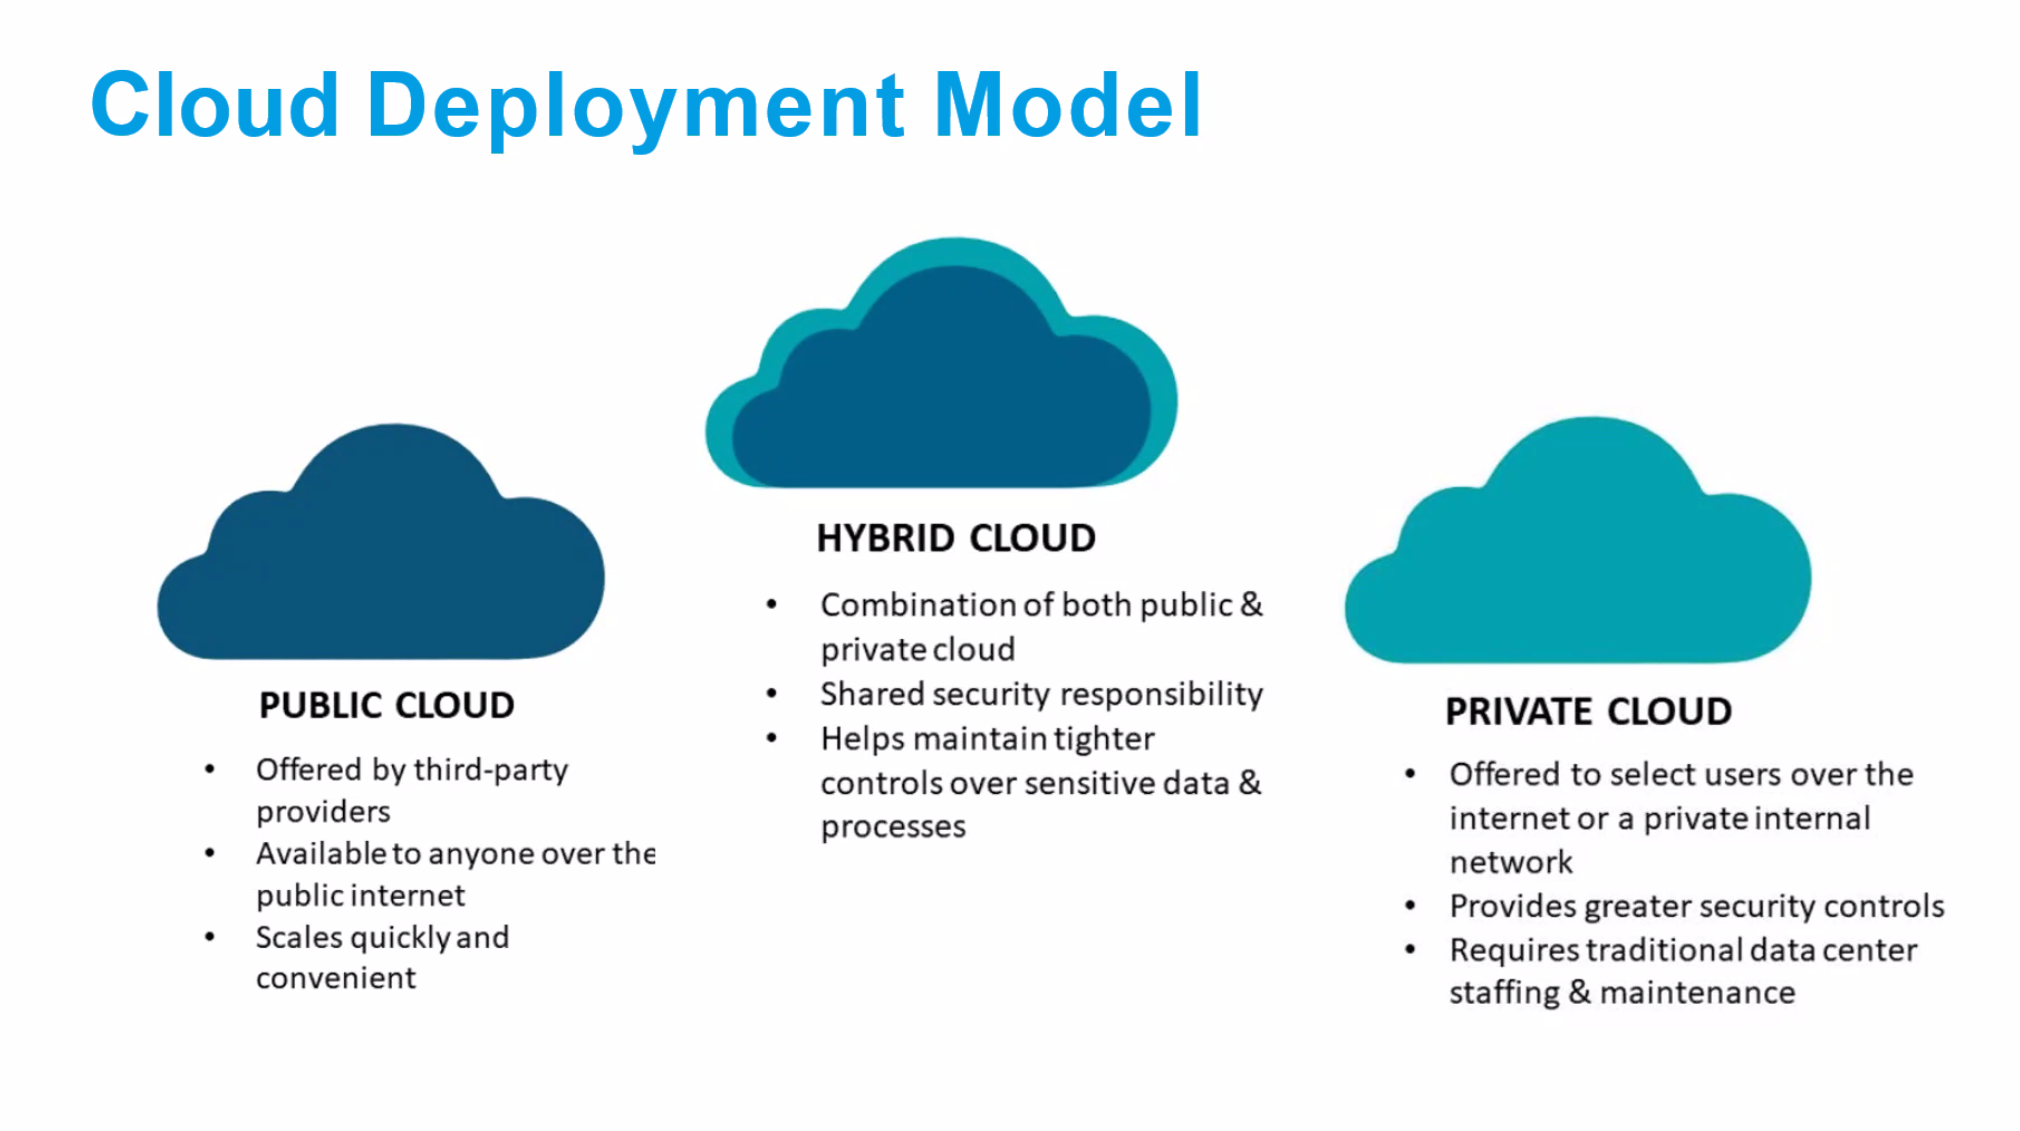 Cloud Deployment Model
PUBLIC CLOUD
• Offered by third-party
providers
• Available to anyone over the
public internet
• Scales quickly and
convenient
HYBRID CLOUD
• Combination of both public &
private cloud
• Shared security responsibility
• Helps maintain tighter
controls over sensitive data &
processes
PRIVATE CLOUD
• Offered to select users over the
internet or a private internal
network
• Provides greater security controls
• Requires traditional data center
staffing & maintenance